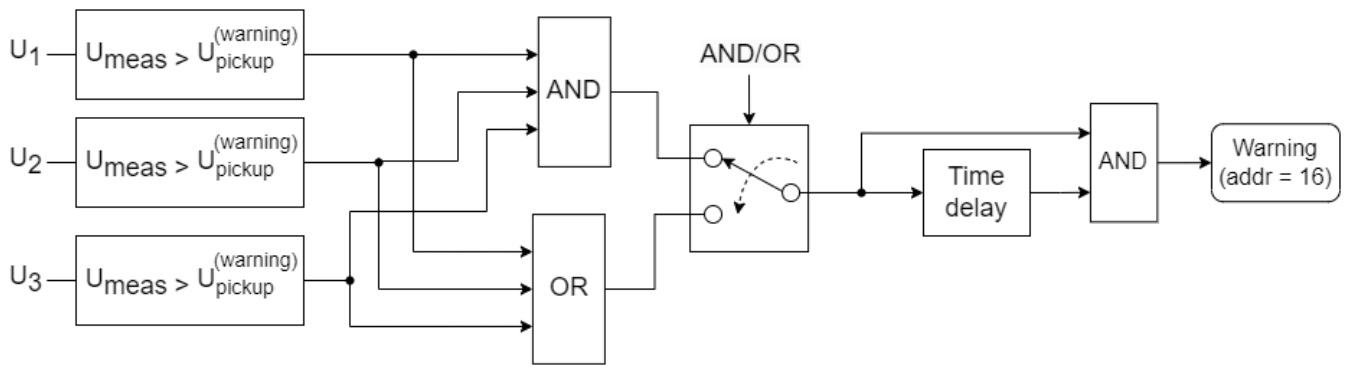 U1
Umeas > Upickup(warning)
U2
Umeas > Upickup(warning)
U3
Umeas > Upickup(warning)
AND
OR
AND/OR
Time
delay
AND
Warning
(addr = 16)